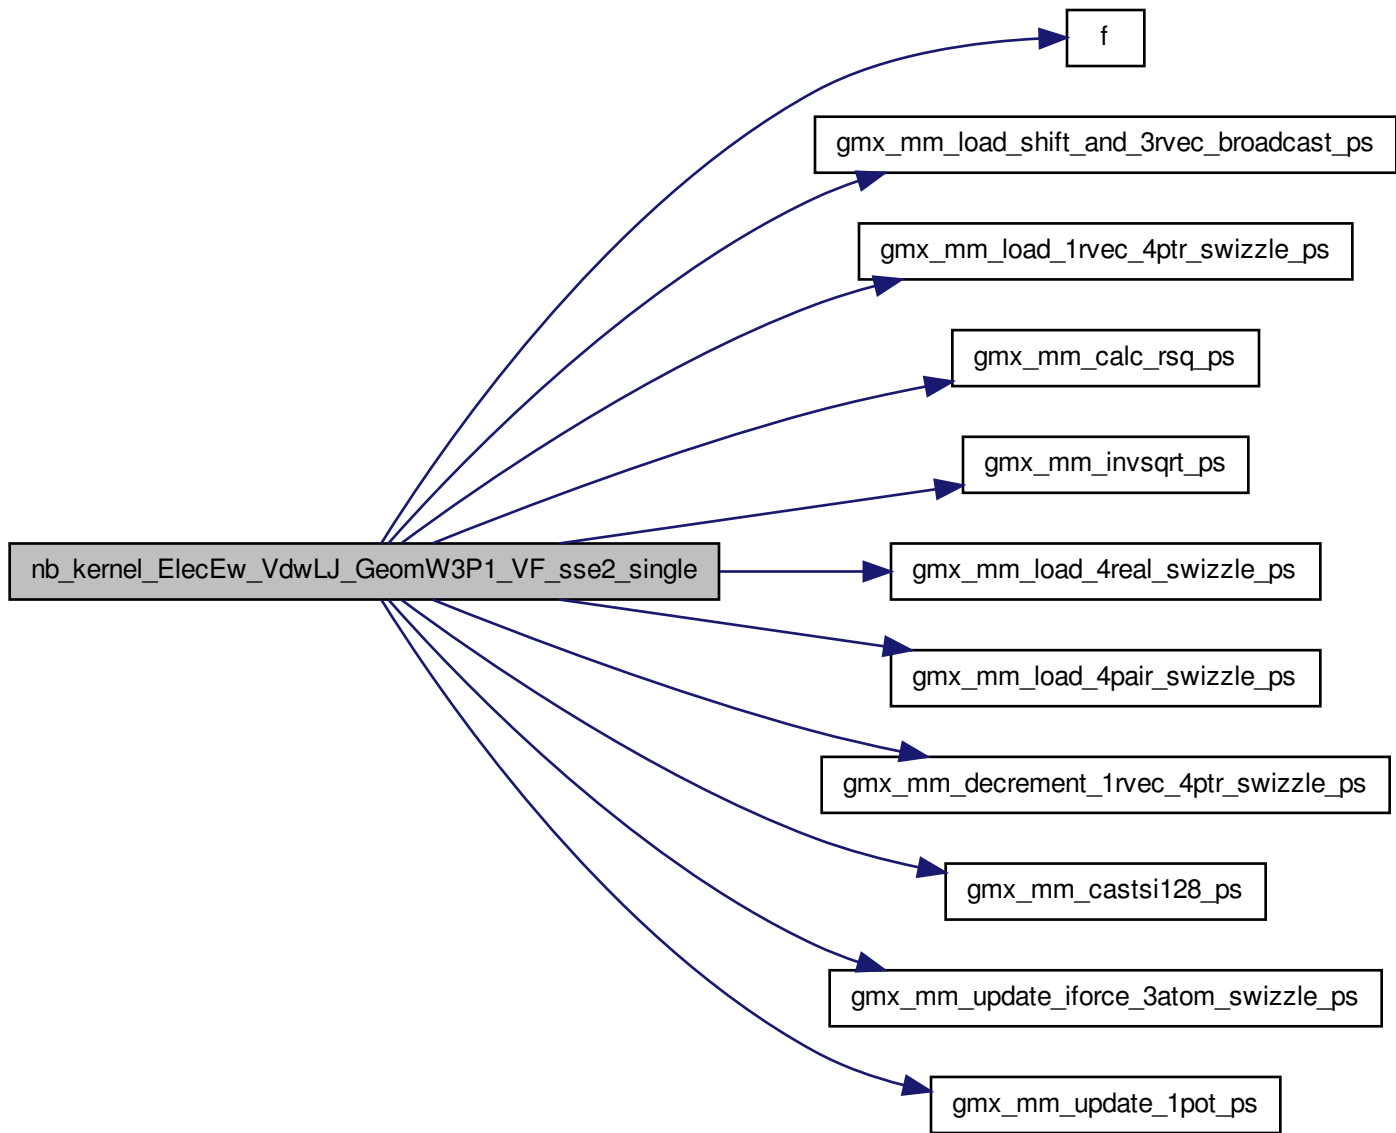 f
gmx_mm_load_shift_and_3rvec_broadcast_ps
gmx_mm_load_1rvec_4ptr_swizzle_ps
gmx_mm_calc_rsq_ps
gmx_mm_invsqrt_ps
nb_kernel_ElecEw_VdwLJ_GeomW3P1_VF_sse2_single
gmx_mm_load_4real_swizzle_ps
gmx_mm_load_4pair_swizzle_ps
gmx_mm_decrement_1rvec_4ptr_swizzle_ps
gmx_mm_castsi128_ps
gmx_mm_update_iforce_3atom_swizzle_ps
gmx_mm_update_1pot_ps